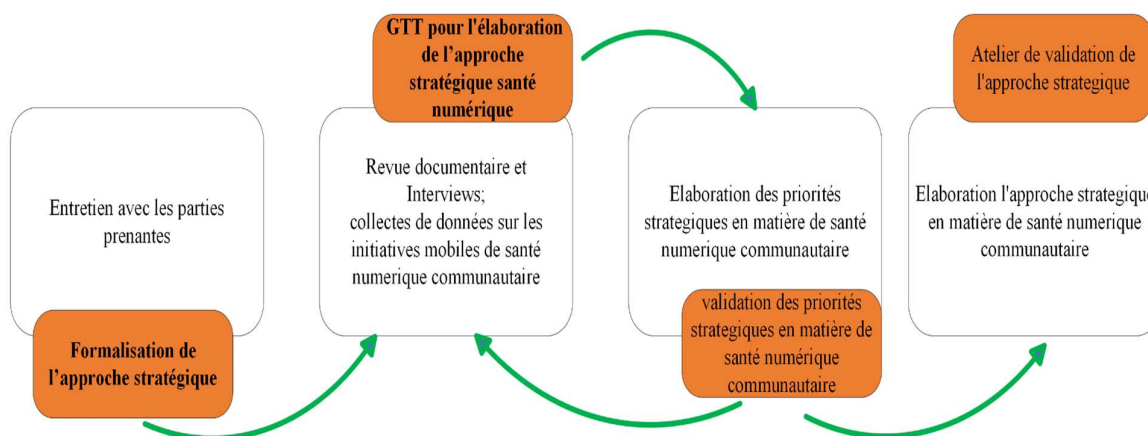 Entretien avec les parties
prenantes
Formalisation de
l’approche stratégique
GTT pour l'élaboration
de l’approche
stratégique santé
numérique
Revue documentaire et
Interviews;
collectes de données sur les
initiatives mobiles de santé
numerique communautaire
Elaboration des priorités
strategiques en matière de santé
numerique communautaire
validation des priorités
strategiques en matière de
santé numérique
communautaire
Atelier de validation de
l'approche strategique
Elaboration l'approche strategique
en matière de santé numerique
communautaire